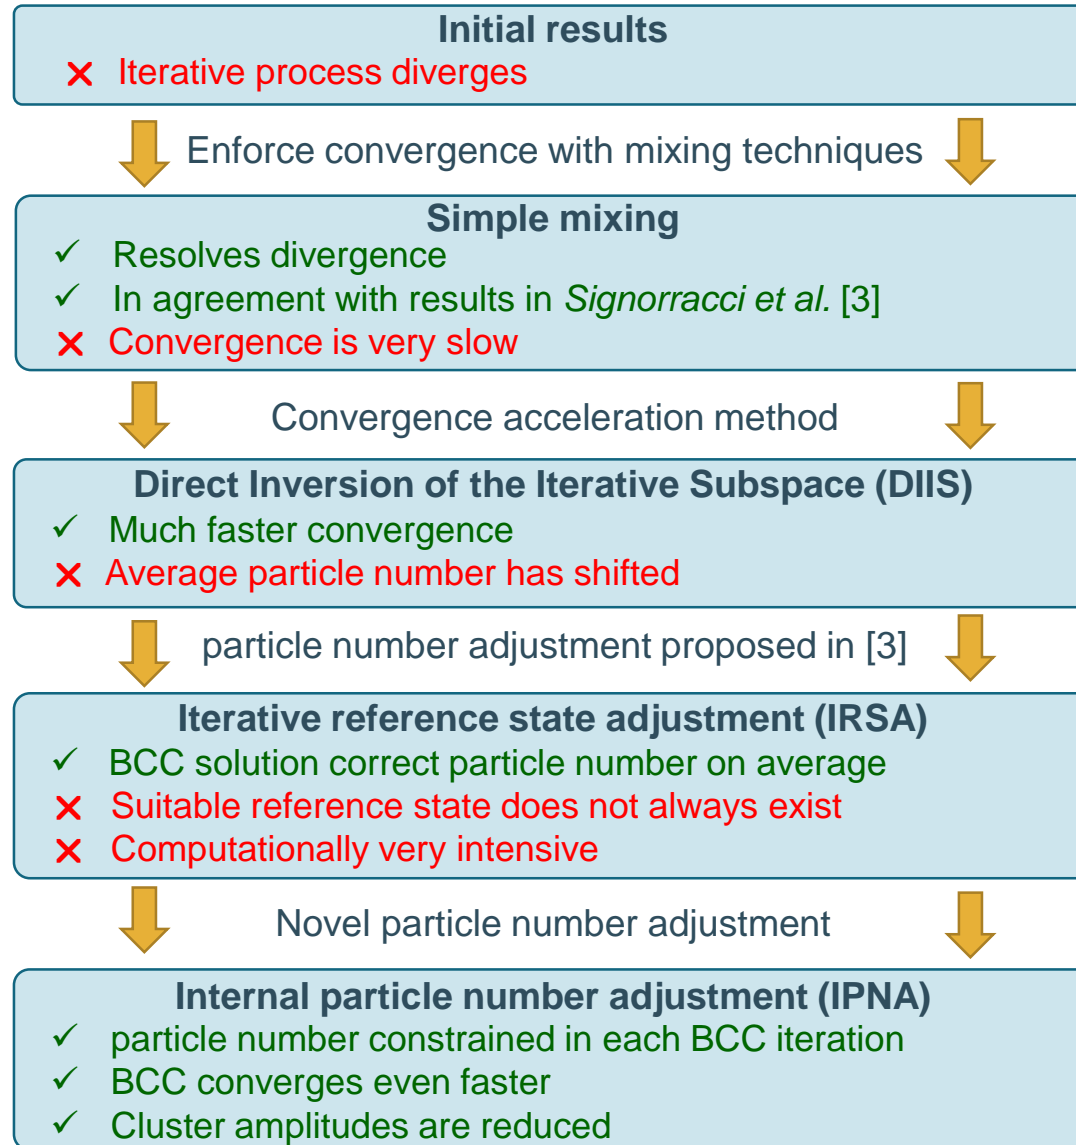 Initial results
✗ Iterative process diverges
Enforce convergence with mixing techniques
Simple mixing
✓ Resolves divergence
✓ In agreement with results in Signorracci et al. [3]
✗ Convergence is very slow
Convergence acceleration method
Direct Inversion of the Iterative Subspace (DIIS)
✓ Much faster convergence
✗ Average particle number has shifted
particle number adjustment proposed in [3]
Iterative reference state adjustment (IRSA)
✓ BCC solution correct particle number on average
✗ Suitable reference state does not always exist
✗ Computationally very intensive
Novel particle number adjustment
Internal particle number adjustment (IPNA)
✓ particle number constrained in each BCC iteration
✓ BCC converges even faster
✓ Cluster amplitudes are reduced